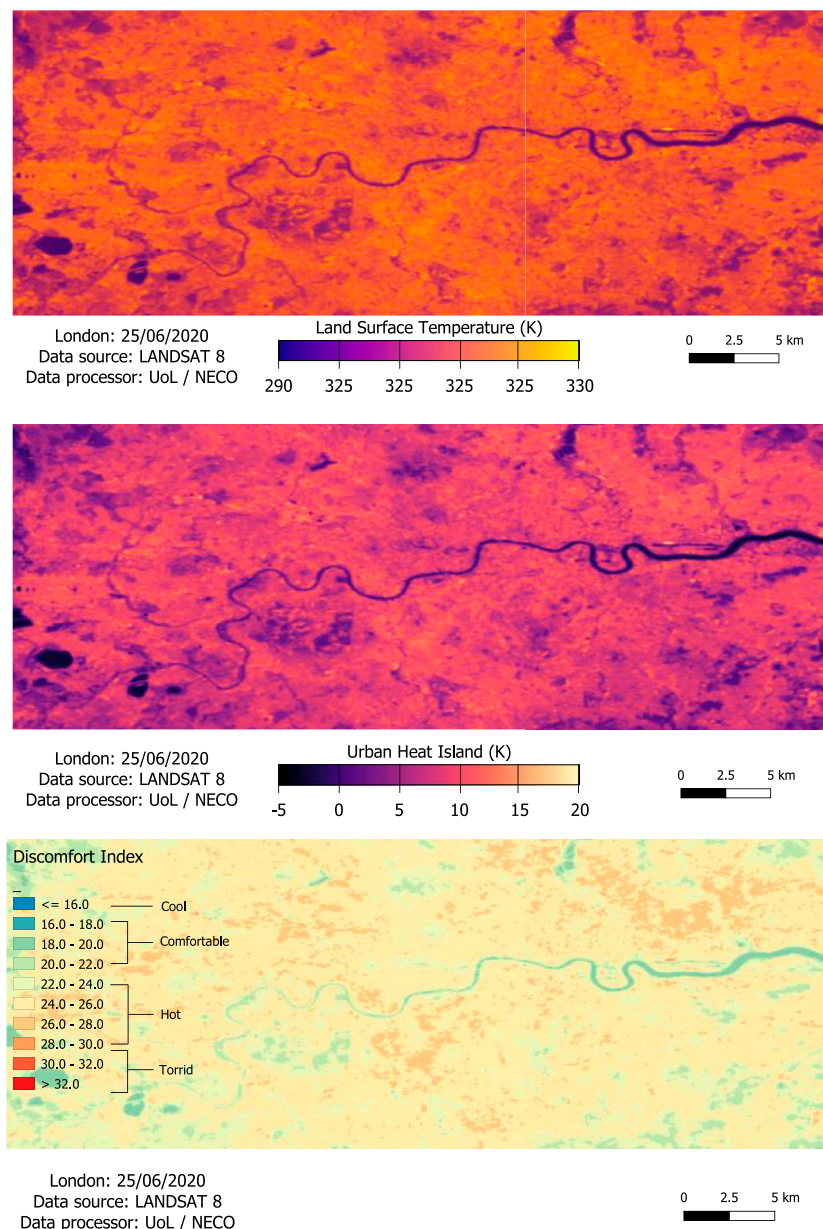 London: 25/06/2020
Data source: LANDSAT 8
Data processor: UoL / NECO
Land Surface Temperature (K)
290 325 325 325 325 330
0 2.5 5 km
London: 25/06/2020
Data source: LANDSAT 8
Data processor: UoL / NECO
Urban Heat Island (K)
-5 0 5 10 15 20
0 2.5 5 km
Discomfort Index
<= 16.0
Cool
16.0 - 18.0
18.0 - 20.0
Comfortable
20.0 - 22.0
22.0 - 24.0
24.0 - 26.0
26.0 - 28.0
Hot
28.0 - 30.0
30.0 - 32.0
Torrid
> 32.0
London: 25/06/2020
Data source: LANDSAT 8
Data processor: UoL / NECO
0 2.5 5 km